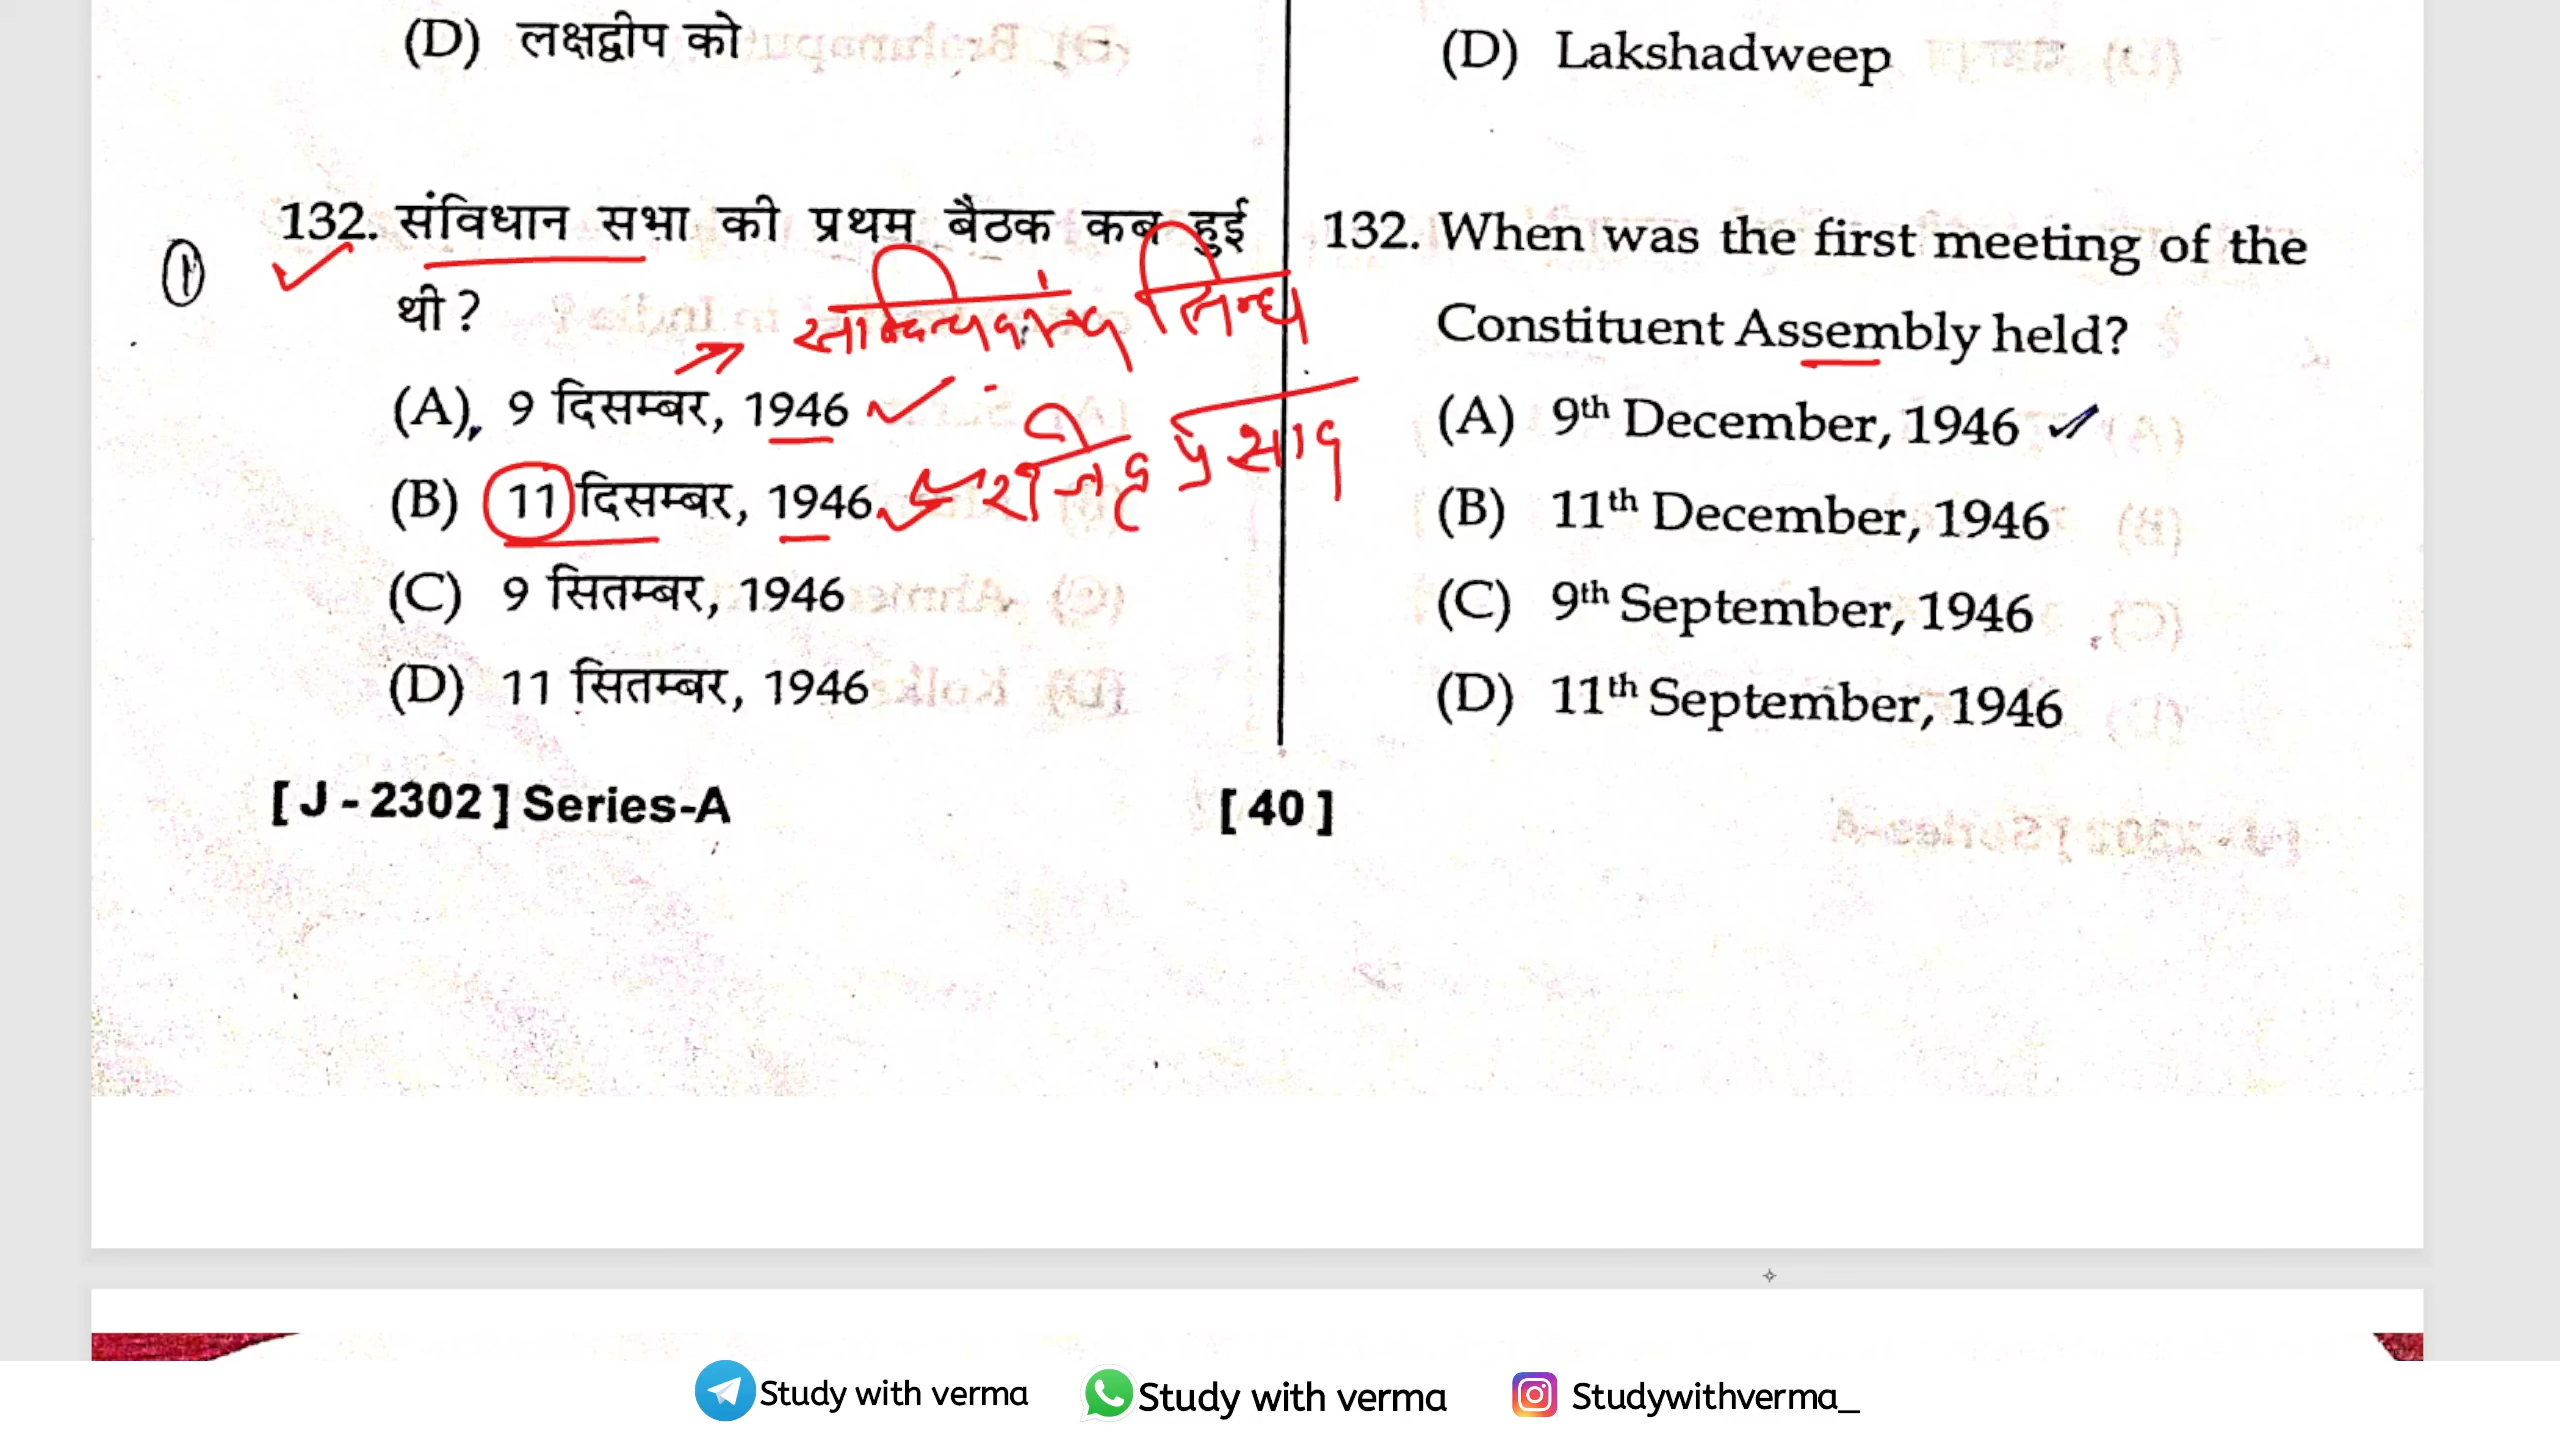 (D) लक्षद्वीप को
132. संविधान सभा की प्रथम बैठक कब हुई
थी ?
(A) 9 दिसम्बर, 1946
(B) 11 दिसम्बर, 1946
(C) 9 सितम्बर, 1946
(D) 11 सितम्बर, 1946
[ J - 2302 ] Series-A
[ 40 ]
(D) Lakshadweep
132. When was the first meeting of the
Constituent Assembly held?
(A) 9th December, 1946
(B) 11th December, 1946
(C) 9th September, 1946
(D) 11th September, 1946
Study with verma
Study with verma
Studywithverma_